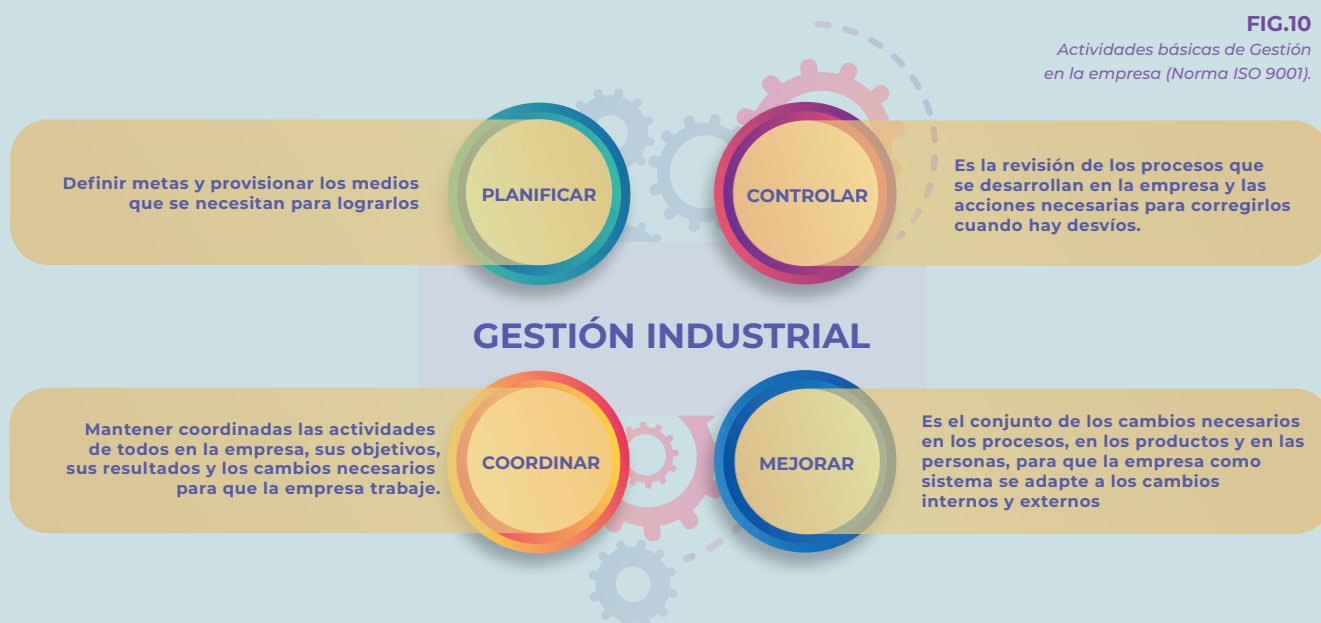 FIG.10
Actividades básicas de Gestión
en la empresa (Norma ISO 9001).
Definir metas y provisionar los medios
que se necesitan para lograrlos
PLANIFICAR
CONTROLAR
Es la revisión de los procesos que
se desarrollan en la empresa y las
acciones necesarias para corregirlos
cuando hay desvíos.
GESTIÓN INDUSTRIAL
Mantener coordinadas las actividades
de todos en la empresa, sus objetivos,
sus resultados y los cambios necesarios
para que la empresa trabaje.
COORDINAR
MEJORAR
Es el conjunto de los cambios necesarios
en los procesos, en los productos y en las
personas, para que la empresa como
sistema se adapte a los cambios
internos y externos